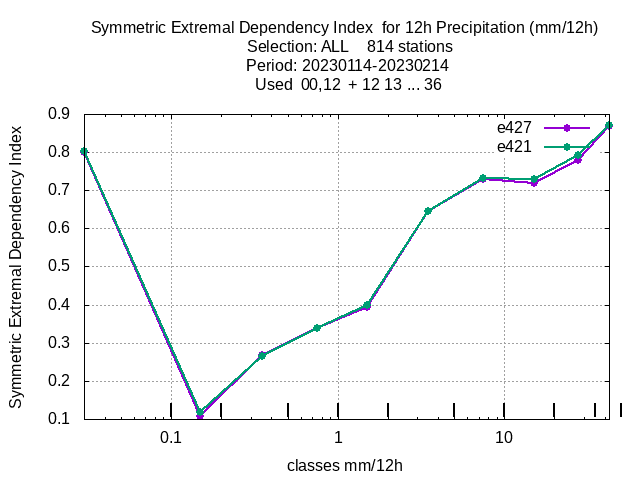 Symmetric Extremal Dependency Index  for 12h Precipitation (mm/12h)
Selection: ALL    814 stations
Period: 20230114-20230214
Used  00,12  + 12 13 ... 36
Symmetric Extremal Dependency Index
0.9
0.8
0.7
0.6
0.5
0.4
0.3
0.2
0.1
e427
e421
0.1
1
10
classes mm/12h